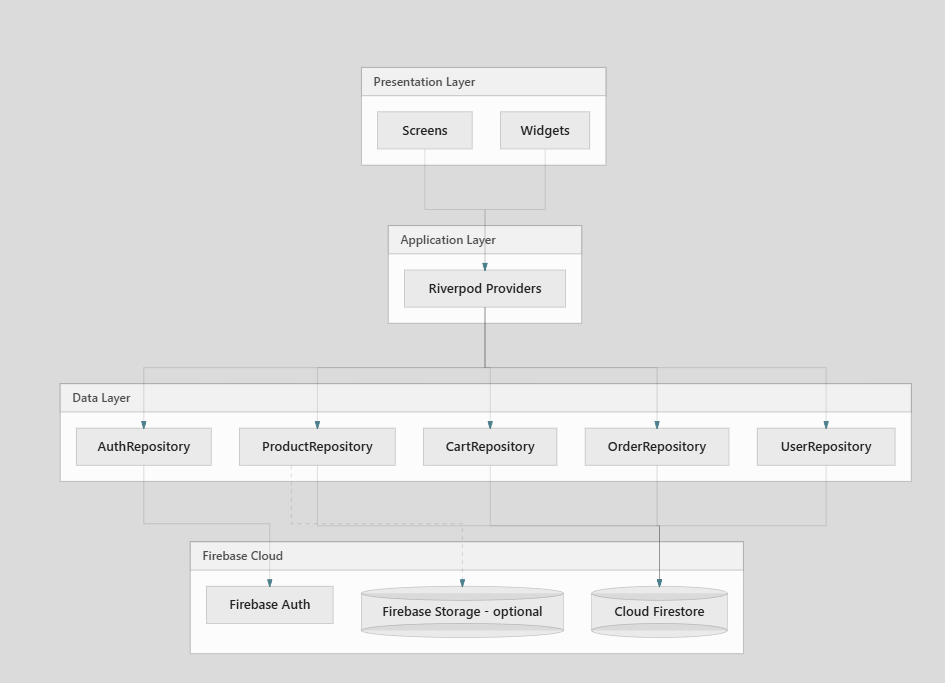 Presentation Layer
Screens
Widgets
Application Layer
Riverpod Providers
Data Layer
AuthRepository
ProductRepository
CartRepository
OrderRepository
UserRepository
Firebase Cloud
Firebase Auth
Firebase Storage - optional
Cloud Firestore